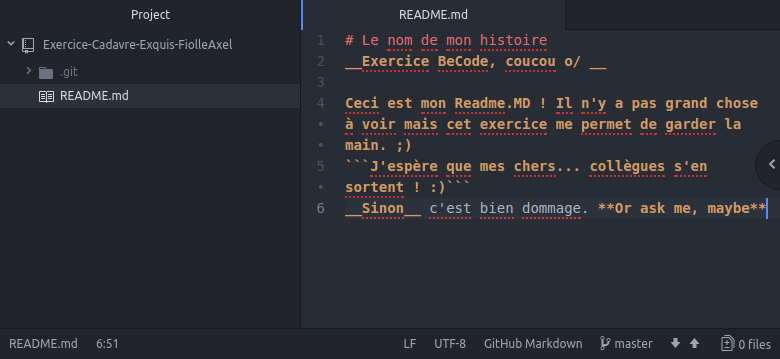 Project
Exercice-Cadavre-Exquis-FiolleAxel
.git
README.md
README.md
1 # Le nom de mon histoire
2 __Exercice BeCode, coucou o/ __
3
4 Ceci est mon Readme.MD ! Il n'y a pas grand chose
• à voir mais cet exercice me permet de garder la
• main. ;)
5 ```J'espère que mes chers... collègues s'en
• sortent ! :)```
6 __Sinon__ c'est bien dommage. **Or ask me, maybe**
README.md 6:51 LF UTF-8 GitHub Markdown master 0 files